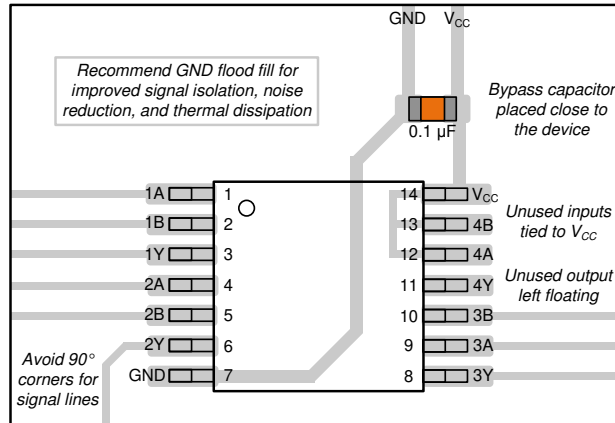 GND V_CC
Recommend GND flood fill for
improved signal isolation, noise
reduction, and thermal dissipation
Bypass capacitor
placed close to
the device
0.1 µF
1A 1 14 V_CC
1B 2 13 4B
1Y 3 12 4A
2A 4 11 4Y
2B 5 10 3B
2Y 6 9 3A
GND 7 8 3Y
Unused inputs
tied to V_CC
Unused output
left floating
Avoid 90°
corners for
signal lines